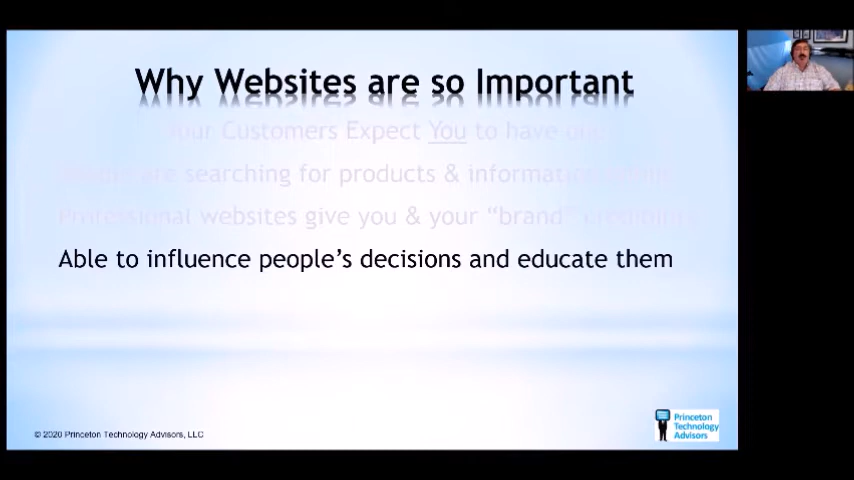 Why Websites are so Important
Your Customers Expect You to have one
are searching for products & information
Professional websites give you & your “brand” credibility
Able to influence people’s decisions and educate them
© 2020 Princeton Technology Advisors, LLC
Princeton
Technology
Advisors